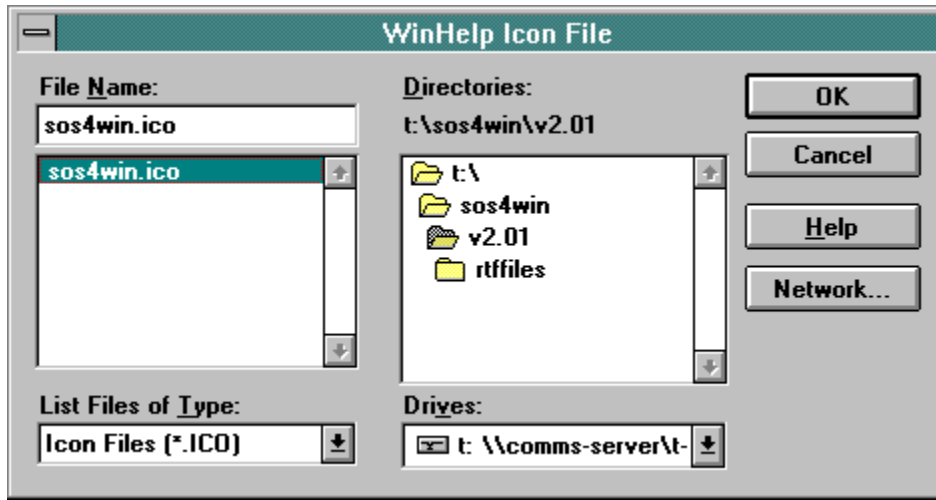 WinHelp Icon File
File Name:
sos4win.ico
sos4win.ico
List Files of Type:
Icon Files (*.ICO)
Directories:
t:\sos4win\v2.01
t:\
sos4win
v2.01
rtffiles
Drives:
t: \\comms-server\t-
OK
Cancel
Help
Network...